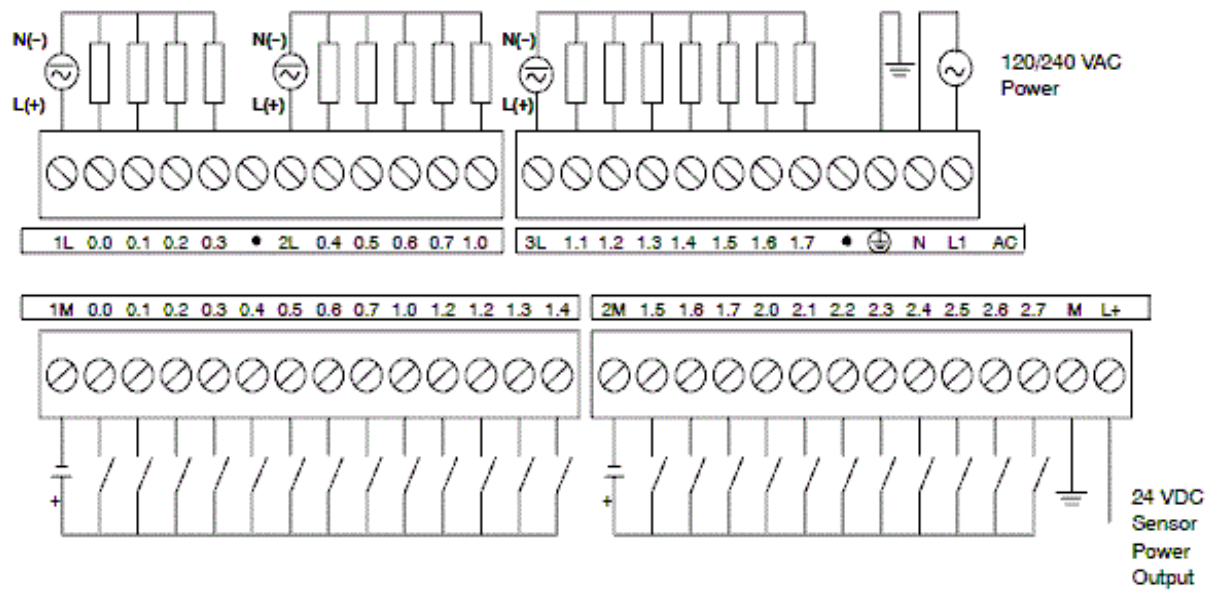 N(–) N(–) N(–)
120/240 VAC
Power
L(+) L(+) L(+)
1L 0.0 0.1 0.2 0.3 • 2L 0.4 0.5 0.6 0.7 1.0
3L 1.1 1.2 1.3 1.4 1.5 1.6 1.7 • N L1 AC
1M 0.0 0.1 0.2 0.3 0.4 0.5 0.6 0.7 1.0 1.2 1.2 1.3 1.4
2M 1.5 1.6 1.7 2.0 2.1 2.2 2.3 2.4 2.5 2.6 2.7 M L+
+ +
24 VDC
Sensor
Power
Output